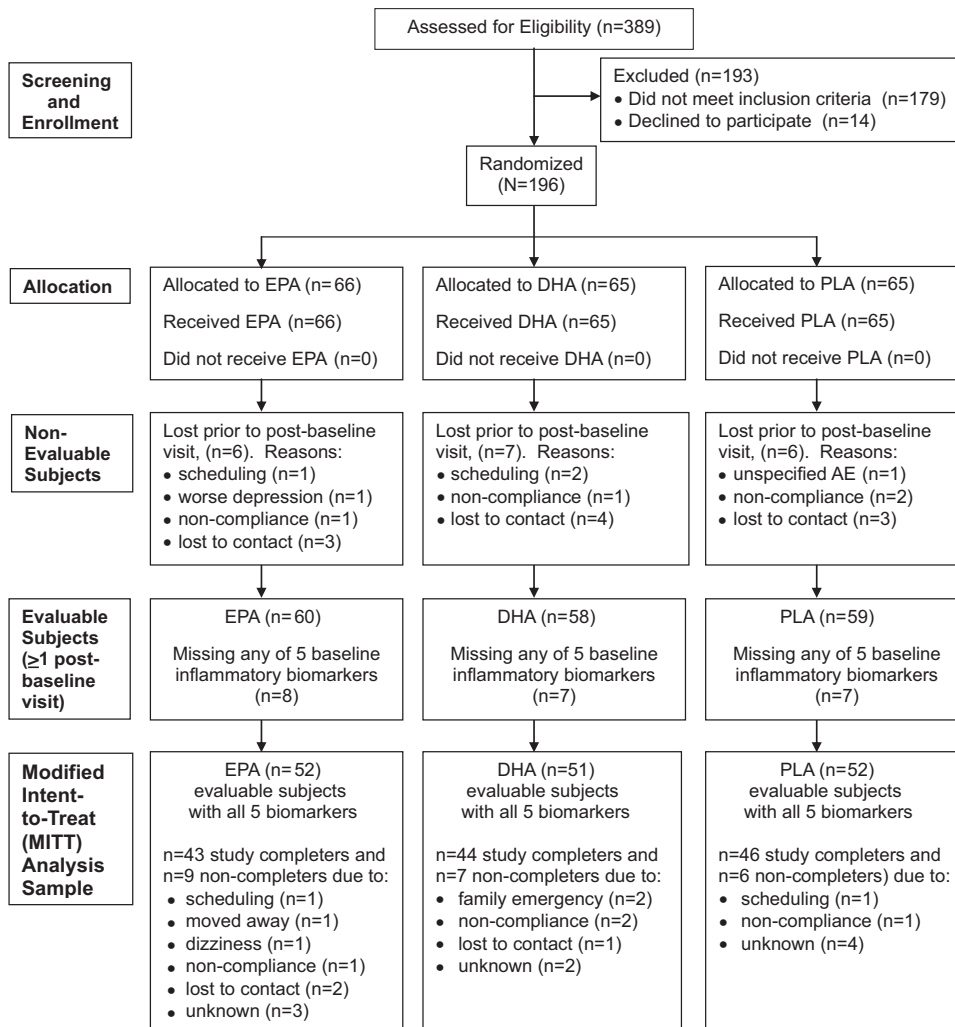 Assessed for Eligibility (n=389)
Screening
and
Enrollment
Excluded (n=193)
• Did not meet inclusion criteria (n=179)
• Declined to participate (n=14)
Randomized
(N=196)
Allocation
Allocated to EPA (n=66)
Received EPA (n=66)
Did not receive EPA (n=0)
Allocated to DHA (n=65)
Received DHA (n=65)
Did not receive DHA (n=0)
Allocated to PLA (n=65)
Received PLA (n=65)
Did not receive PLA (n=0)
Non-
Evaluable
Subjects
Lost prior to post-baseline
visit, (n=6). Reasons:
• scheduling (n=1)
• worse depression (n=1)
• non-compliance (n=1)
• lost to contact (n=3)
Lost prior to post-baseline
visit, (n=7). Reasons:
• scheduling (n=2)
• non-compliance (n=1)
• lost to contact (n=4)
Lost prior to post-baseline
visit, (n=6). Reasons:
• unspecified AE (n=1)
• non-compliance (n=2)
• lost to contact (n=3)
Evaluable
Subjects
(≥1 post-
baseline
visit)
EPA (n=60)
Missing any of 5 baseline
inflammatory biomarkers
(n=8)
DHA (n=58)
Missing any of 5 baseline
inflammatory biomarkers
(n=7)
PLA (n=59)
Missing any of 5 baseline
inflammatory biomarkers
(n=7)
Modified
Intent-
to-Treat
(MITT)
Analysis
Sample
EPA (n=52)
evaluable subjects
with all 5 biomarkers
n=43 study completers and
n=9 non-completers due to:
• scheduling (n=1)
• moved away (n=1)
• dizziness (n=1)
• non-compliance (n=1)
• lost to contact (n=2)
• unknown (n=3)
DHA (n=51)
evaluable subjects
with all 5 biomarkers
n=44 study completers and
n=7 non-completers due to:
• family emergency (n=2)
• non-compliance (n=2)
• lost to contact (n=1)
• unknown (n=2)
PLA (n=52)
evaluable subjects
with all 5 biomarkers
n=46 study completers and
n=6 non-completers) due to:
• scheduling (n=1)
• non-compliance (n=1)
• unknown (n=4)